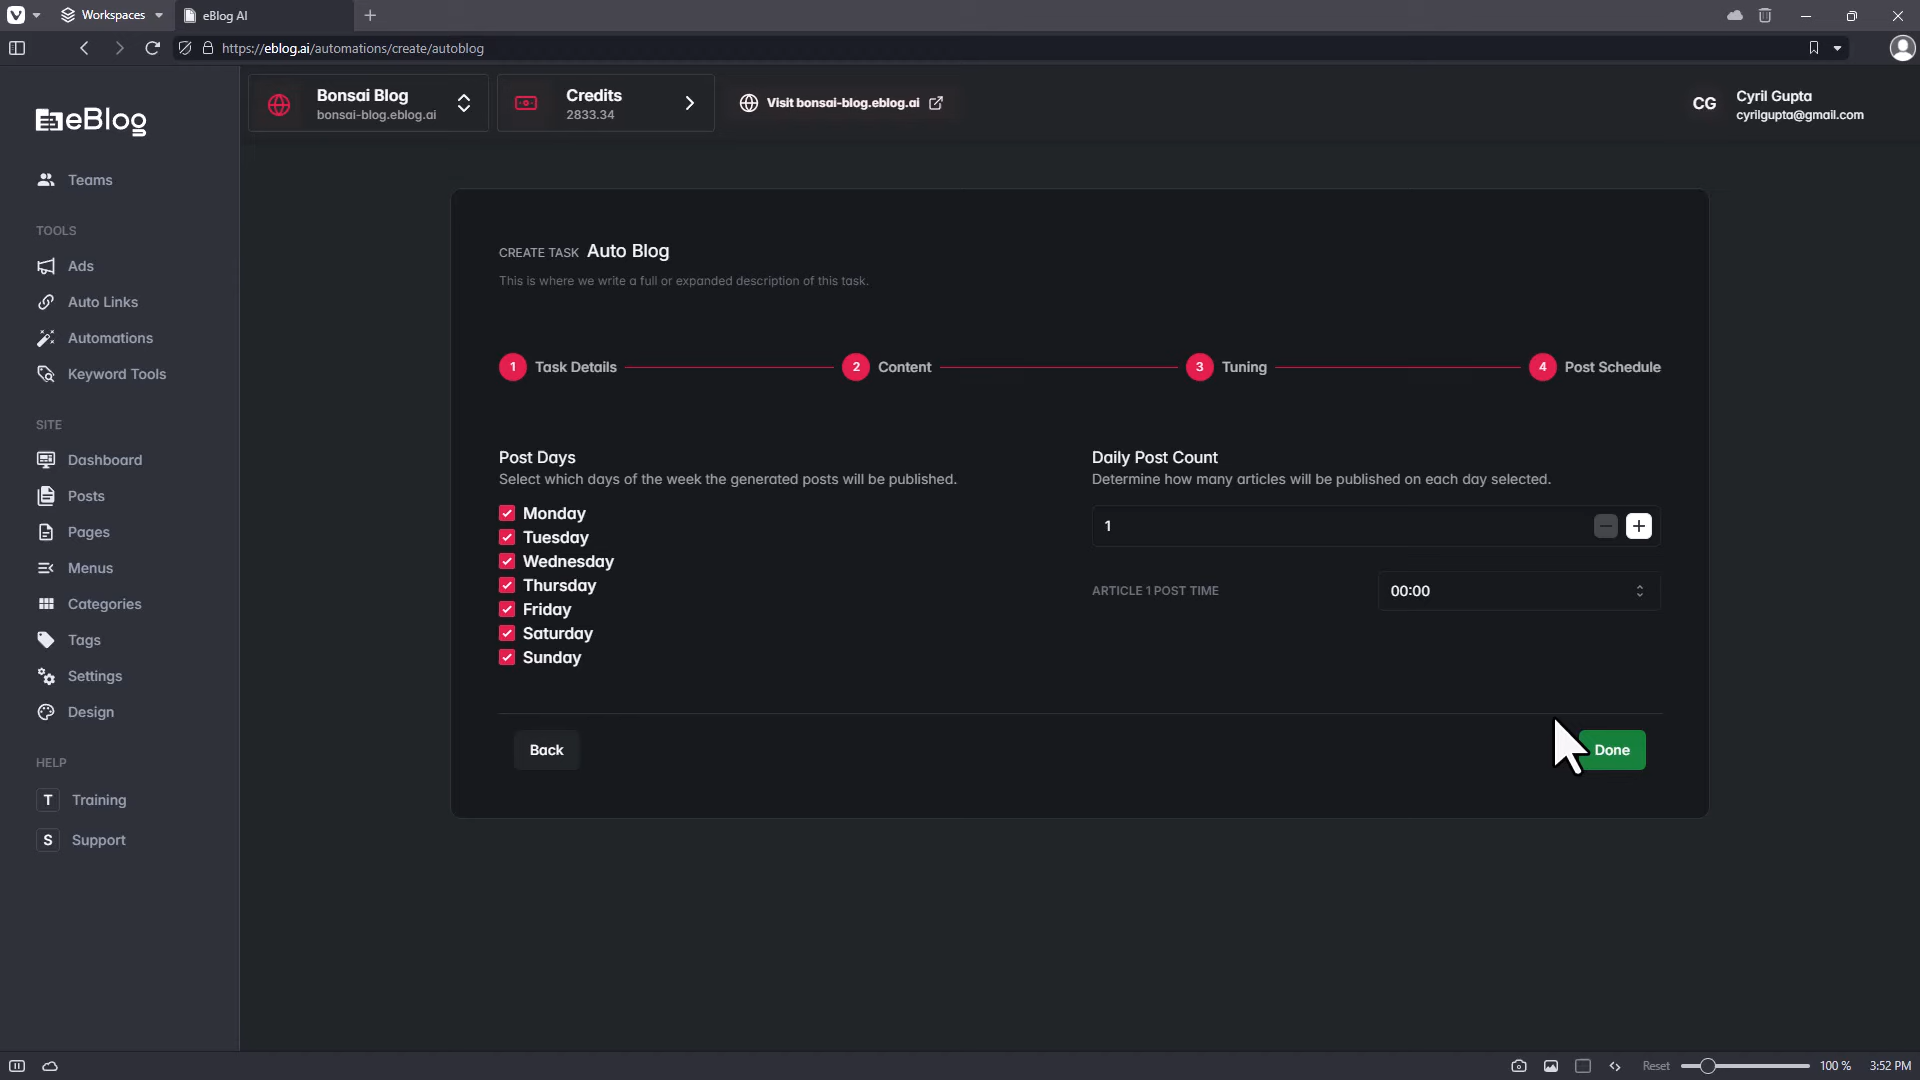 Workspaces
eBlog AI
https://eblog.ai/automations/create/autoblog
eBlog
Bonsai Blog
bonsai-blog.eblog.ai
Credits
2833.34
Visit bonsai-blog.eblog.ai
CG
Cyril Gupta
cyrilgupta@gmail.com
Teams
TOOLS
Ads
Auto Links
Automations
Keyword Tools
SITE
Dashboard
Posts
Pages
Menus
Categories
Tags
Settings
Design
HELP
T Training
S Support
CREATE TASK Auto Blog
This is where we write a full or expanded description of this task.
1 Task Details
2 Content
3 Tuning
4 Post Schedule
Post Days
Select which days of the week the generated posts will be published.
Monday
Tuesday
Wednesday
Thursday
Friday
Saturday
Sunday
Daily Post Count
Determine how many articles will be published on each day selected.
1
ARTICLE 1 POST TIME
00:00
Back
Done
Reset
100 %
3:52 PM